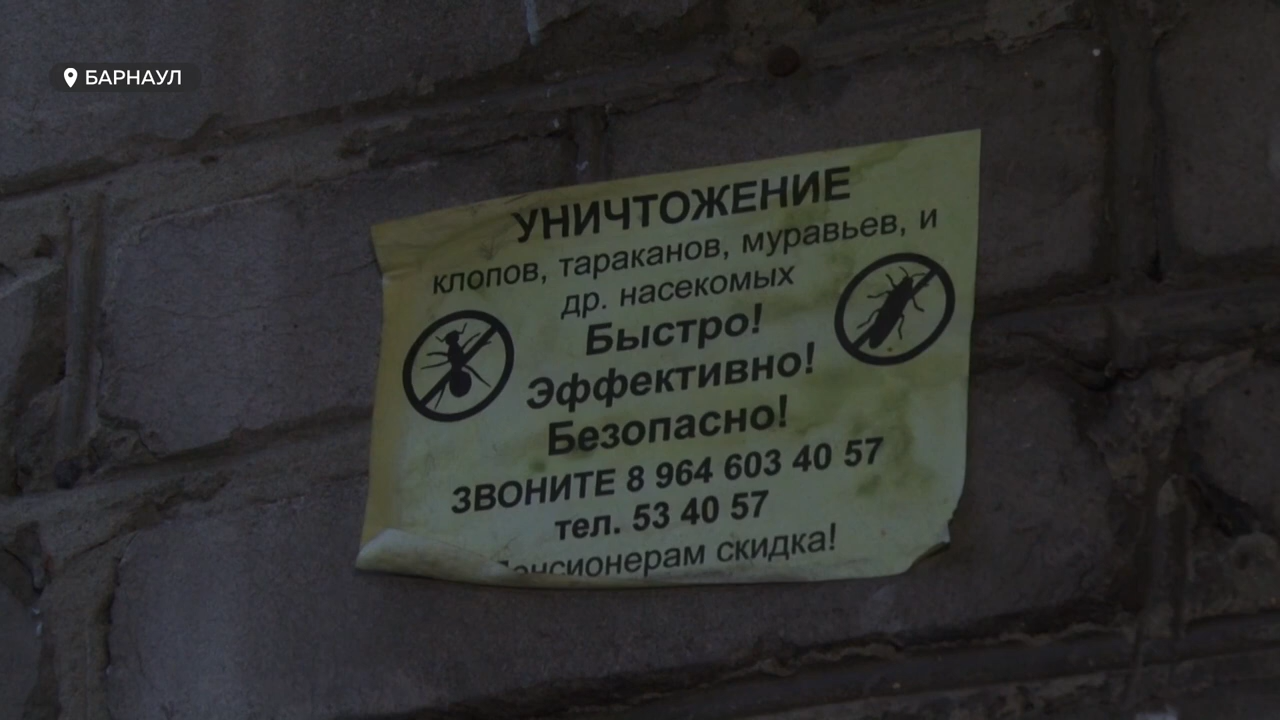 БАРНАУЛ
УНИЧТОЖЕНИЕ
клопов, тараканов, муравьев, и
др. насекомых
Быстро!
Эффективно!
Безопасно!
ЗВОНИТЕ 8 964 603 40 57
тел. 53 40 57
Пенсионерам скидка!